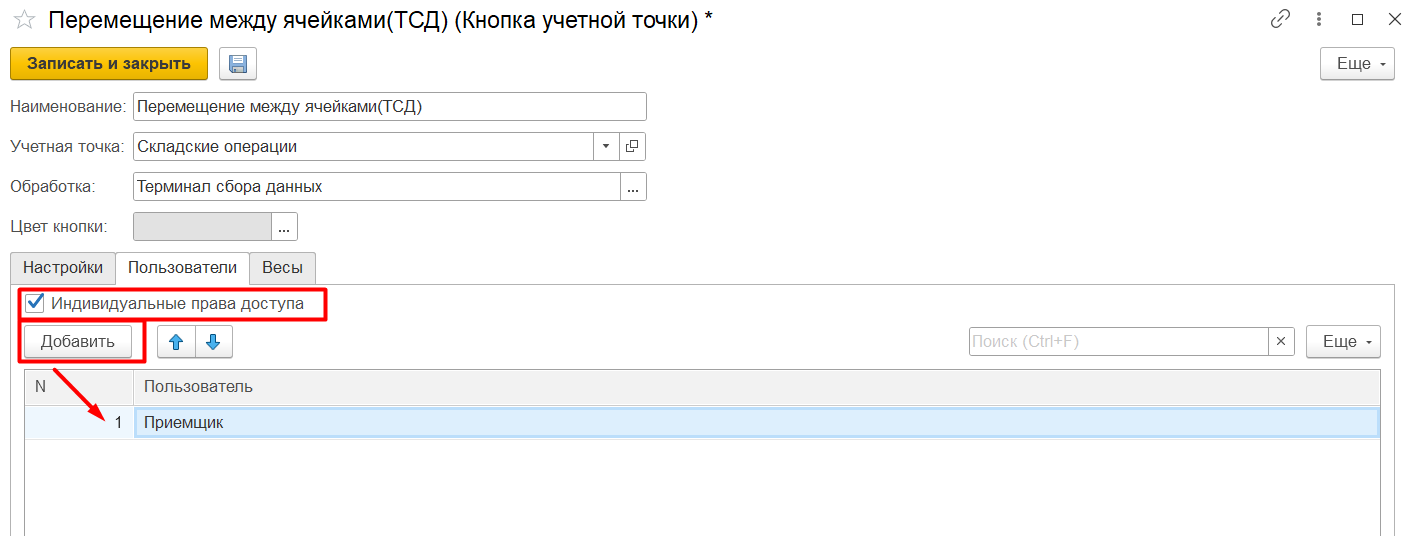 Перемещение между ячейками(ТСД) (Кнопка учетной точки) *
Записать и закрыть
Еще
Наименование: Перемещение между ячейками(ТСД)
Учетная точка: Складские операции
Обработка: Терминал сбора данных ...
Цвет кнопки: ...
Настройки Пользователи Весы
Индивидуальные права доступа
Добавить Поиск (Ctrl+F) × Еще
N Пользователь
1 Приемщик